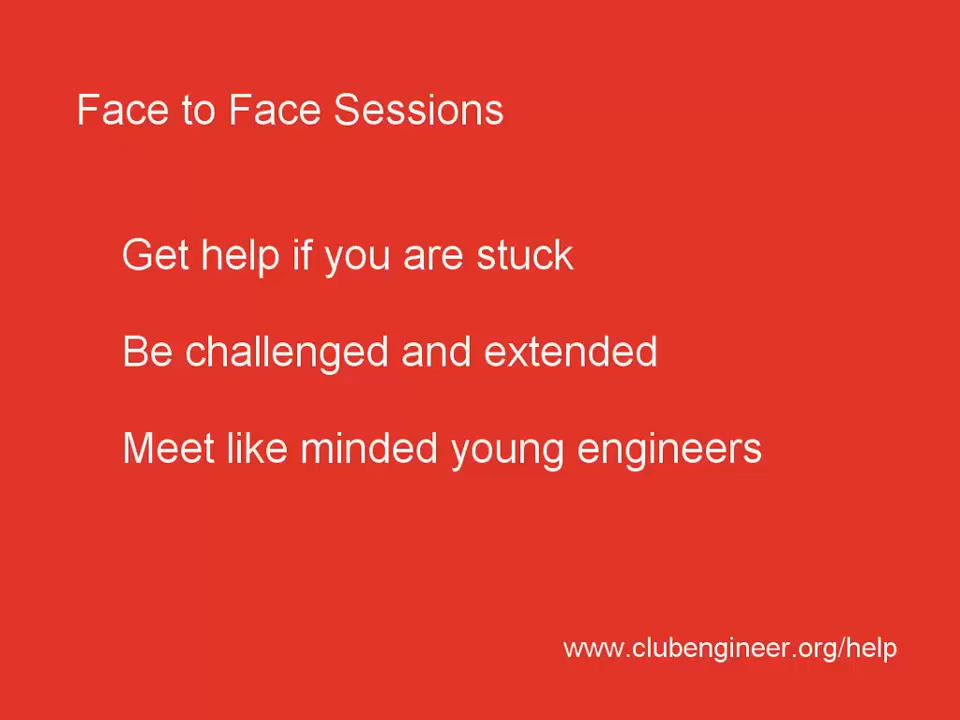 Face to Face Sessions
Get help if you are stuck
Be challenged and extended
Meet like minded young engineers
www.clubengineer.org/help